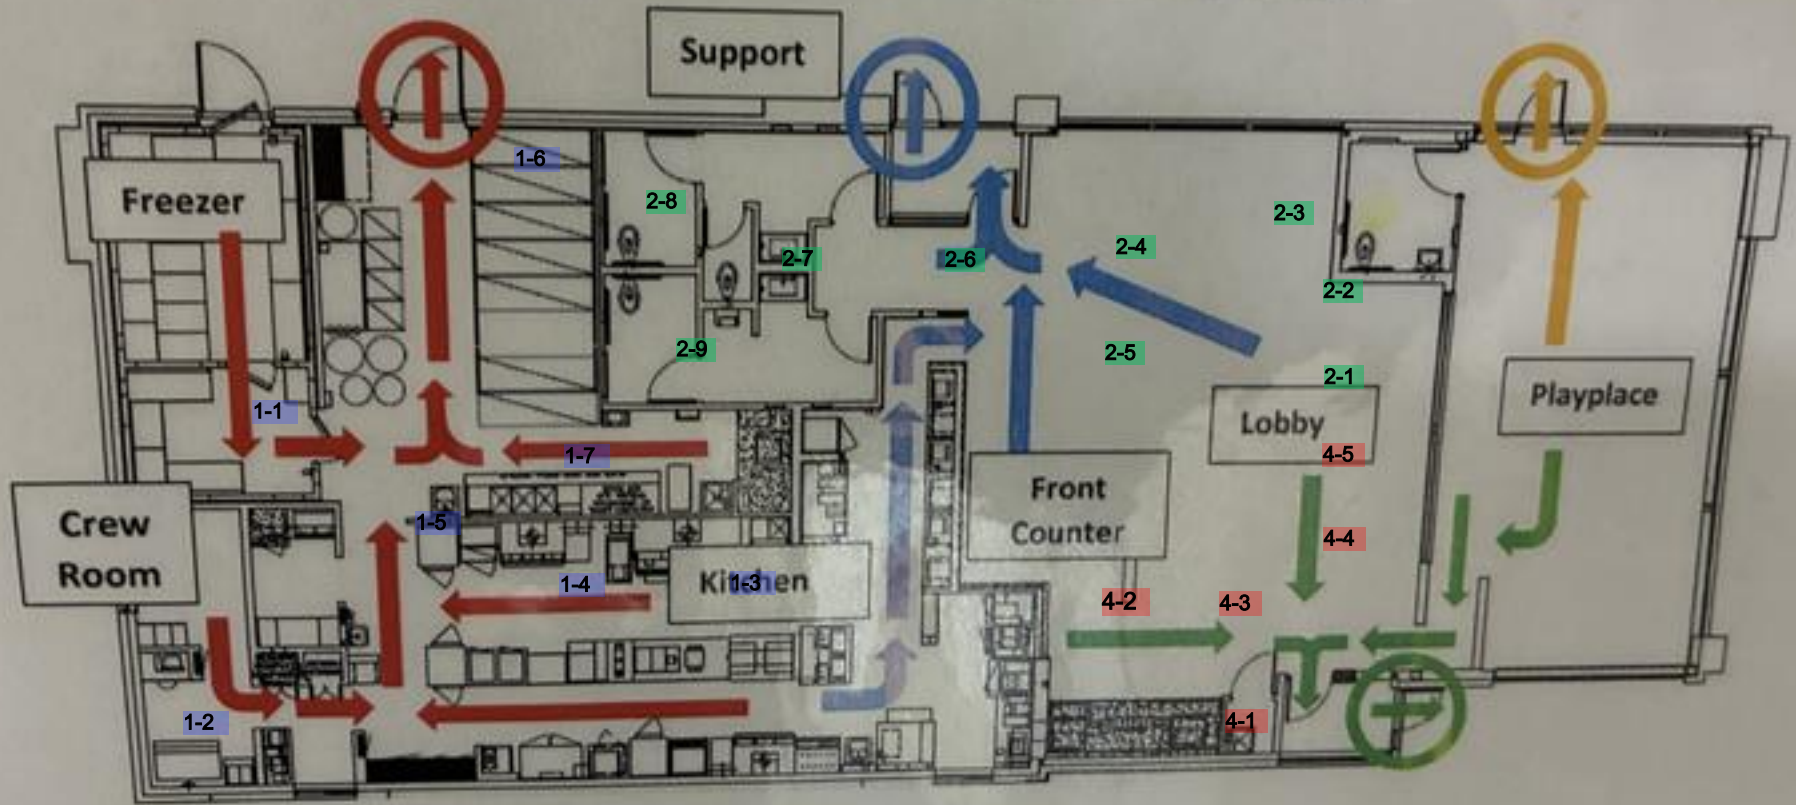 Support
1-6
Freezer
2-8
2-3
2-4
2-7
2-6
2-2
2-9
2-5
2-1
Playplace
1-1
Lobby
1-7
4-5
Front
Counter
Crew
Room
1-5
4-4
Kitchen
1-4
1-3
4-2
4-3
1-2
4-1